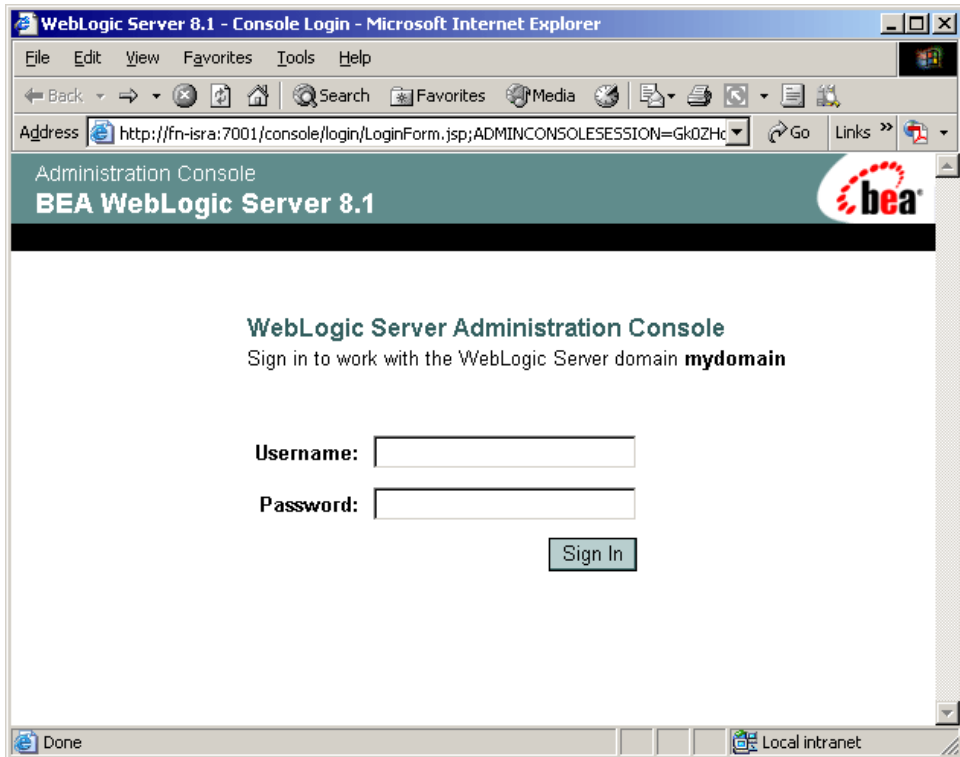 WebLogic Server 8.1 - Console Login - Microsoft Internet Explorer
File Edit View Favorites Tools Help
Back Search Favorites Media
Address http://fn-isra:7001/console/login/LoginForm.jsp;ADMINCONSOLESESSION=Gk0ZHc Go Links »
Administration Console
BEA WebLogic Server 8.1
bea
WebLogic Server Administration Console
Sign in to work with the WebLogic Server domain mydomain
Username:
Password:
Sign In
Done Local intranet